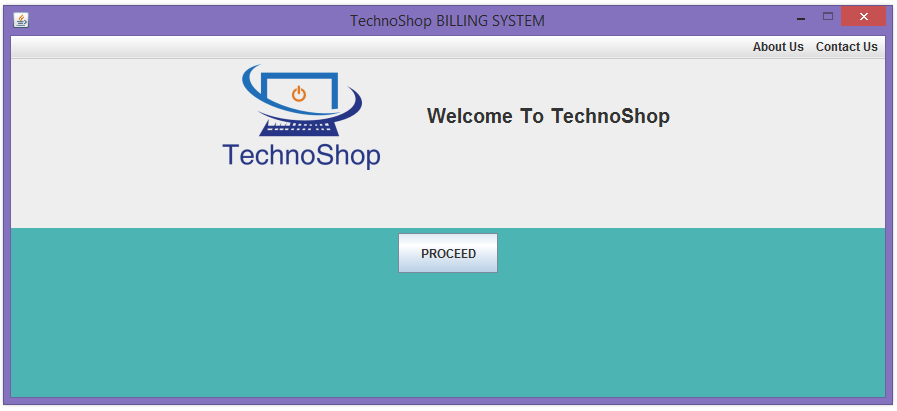 TechnoShop BILLING SYSTEM
About Us Contact Us
Welcome To TechnoShop
TechnoShop
PROCEED